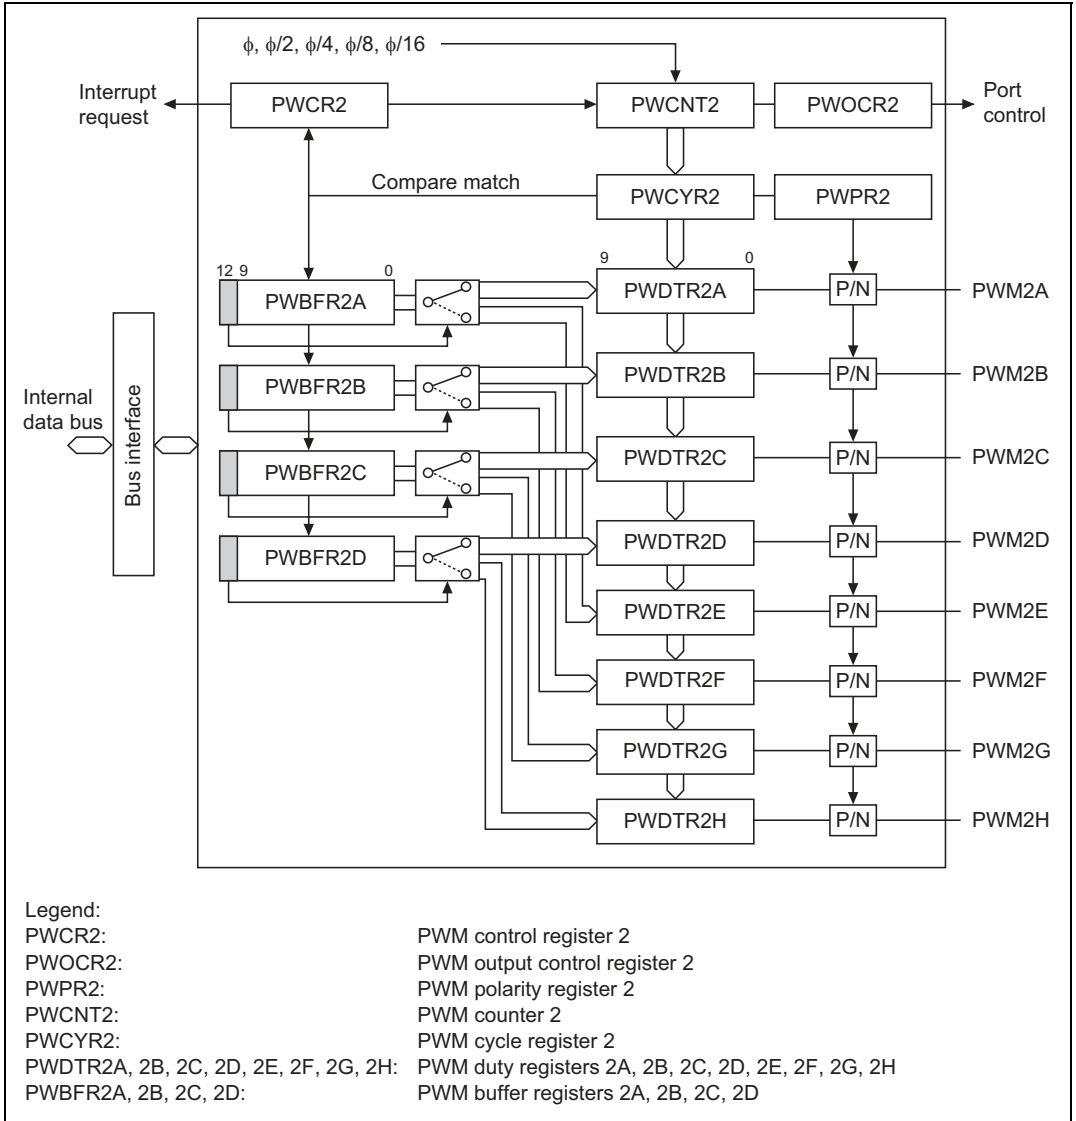 ϕ, ϕ/2, ϕ/4, ϕ/8, ϕ/16
Interrupt
request
PWCR2
PWCNT2
PWOCR2
Port
control
Compare match
PWCYR2
PWPR2
12 9 0
9 0
PWBFR2A
PWDTR2A
P/N
PWM2A
PWBFR2B
PWDTR2B
P/N
PWM2B
Internal
data bus
Bus interface
PWBFR2C
PWDTR2C
P/N
PWM2C
PWBFR2D
PWDTR2D
P/N
PWM2D
PWDTR2E
P/N
PWM2E
PWDTR2F
P/N
PWM2F
PWDTR2G
P/N
PWM2G
PWDTR2H
P/N
PWM2H
Legend:
PWCR2: PWM control register 2
PWOCR2: PWM output control register 2
PWPR2: PWM polarity register 2
PWCNT2: PWM counter 2
PWCYR2: PWM cycle register 2
PWDTR2A, 2B, 2C, 2D, 2E, 2F, 2G, 2H: PWM duty registers 2A, 2B, 2C, 2D, 2E, 2F, 2G, 2H
PWBFR2A, 2B, 2C, 2D: PWM buffer registers 2A, 2B, 2C, 2D